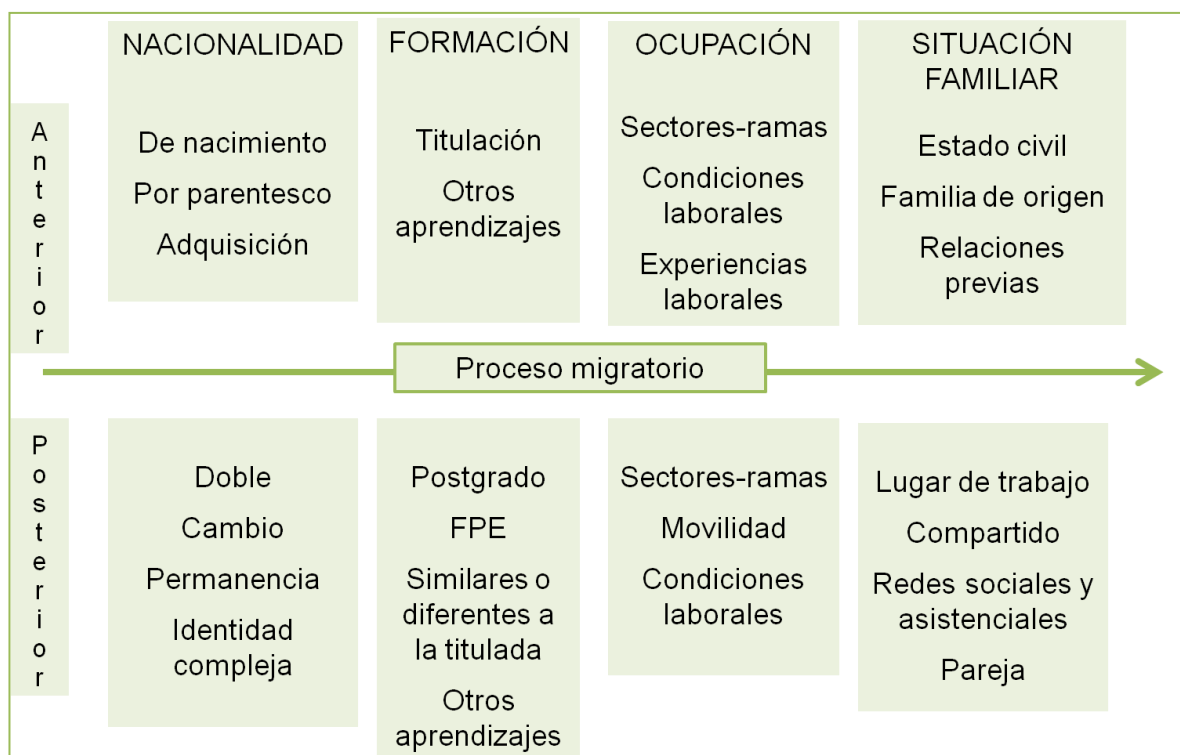 NACIONALIDAD
FORMACIÓN
OCUPACIÓN
SITUACIÓN
FAMILIAR
Anterior
De nacimiento
Por parentesco
Adquisición
Titulación
Otros
aprendizajes
Sectores-ramas
Condiciones
laborales
Experiencias
laborales
Estado civil
Familia de origen
Relaciones
previas
Proceso migratorio
Posterior
Doble
Cambio
Permanencia
Identidad
compleja
Postgrado
FPE
Similares o
diferentes a
la titulada
Otros
aprendizajes
Sectores-ramas
Movilidad
Condiciones
laborales
Lugar de trabajo
Compartido
Redes sociales y
asistenciales
Pareja